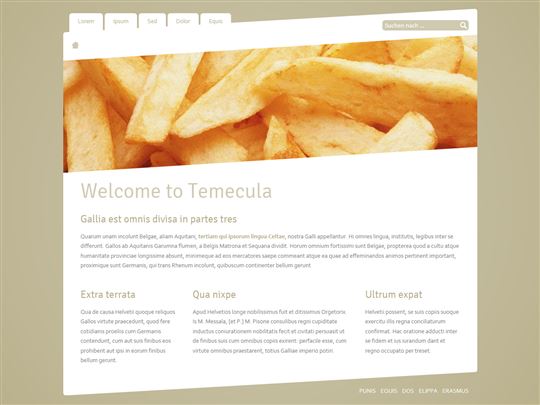 Lorem Ipsum Sed Dolor Equis
Suchen nach ...
Welcome to Temecula
Gallia est omnis divisa in partes tres
Quarum unam incolunt Belgae, aliam Aquitani, tertiam qui ipsorum lingua Celtae, nostra Galli appellantur. Hi omnes lingua, institutis, legibus inter se
differunt. Gallos ab Aquitanis Garumna flumen, a Belgis Matrona et Sequana dividit. Horum omnium fortissimi sunt Belgae, propterea quod a cultu atque
humanitate provinciae longissime absunt, minimeque ad eos mercatores saepe commeant atque ea quae ad effeminandos animos pertinent important,
proximique sunt Germanis, qui trans Rhenum incolunt, quibuscum continenter bellum gerunt.
Extra terrata
Qua de causa Helvetii quoque reliquos
Gallos virtute praecedunt, quod fere
cotidianis proeliis cum Germanis
contendunt, cum aut suis finibus eos
prohibent aut ipsi in eorum finibus
bellum gerunt.
Qua nixpe
Apud Helvetios longe nobilissimus fuit et ditissimus Orgetorix.
Is M. Messala, [et P.] M. Pisone consulibus regni cupiditate
inductus coniurationem nobilitatis fecit et civitati persuasit ut
de finibus suis cum omnibus copiis exirent: perfacile esse, cum
virtute omnibus praestarent, totius Galliae imperio potiri.
Ultrum expat
Helvetii possent, se suis copiis suoque
exercitu illis regna conciliaturum
confirmat. Hac oratione adducti inter
se fidem et ius iurandum dant et
regno occupato per treset.
PUNIS EQUIS DOS ELIPPA ERASMUS